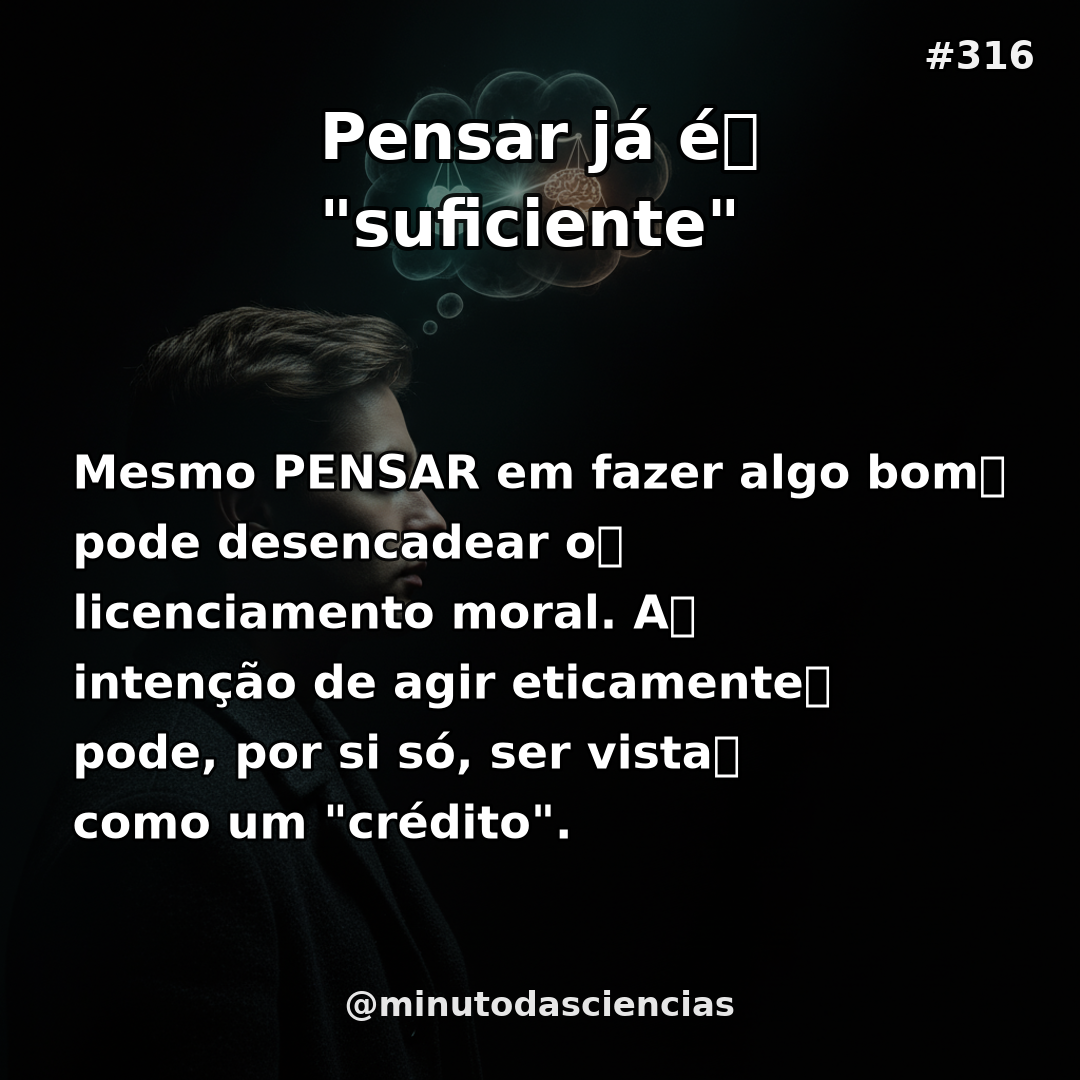 #316
Pensar já é
"suficiente"
Mesmo PENSAR em fazer algo bom
pode desencadear o
licenciamento moral. A
intenção de agir eticamente
pode, por si só, ser vista
como um "crédito".
@minutodasciencias